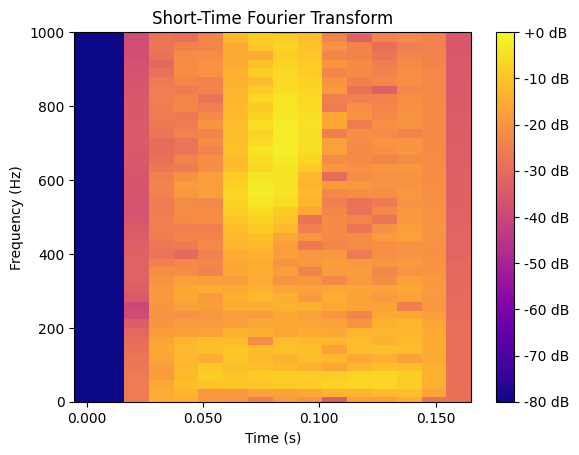 Short-Time Fourier Transform
Frequency (Hz)
1000
800
600
400
200
0
0.000
0.050
0.100
0.150
Time (s)
+0 dB
-10 dB
-20 dB
-30 dB
-40 dB
-50 dB
-60 dB
-70 dB
-80 dB